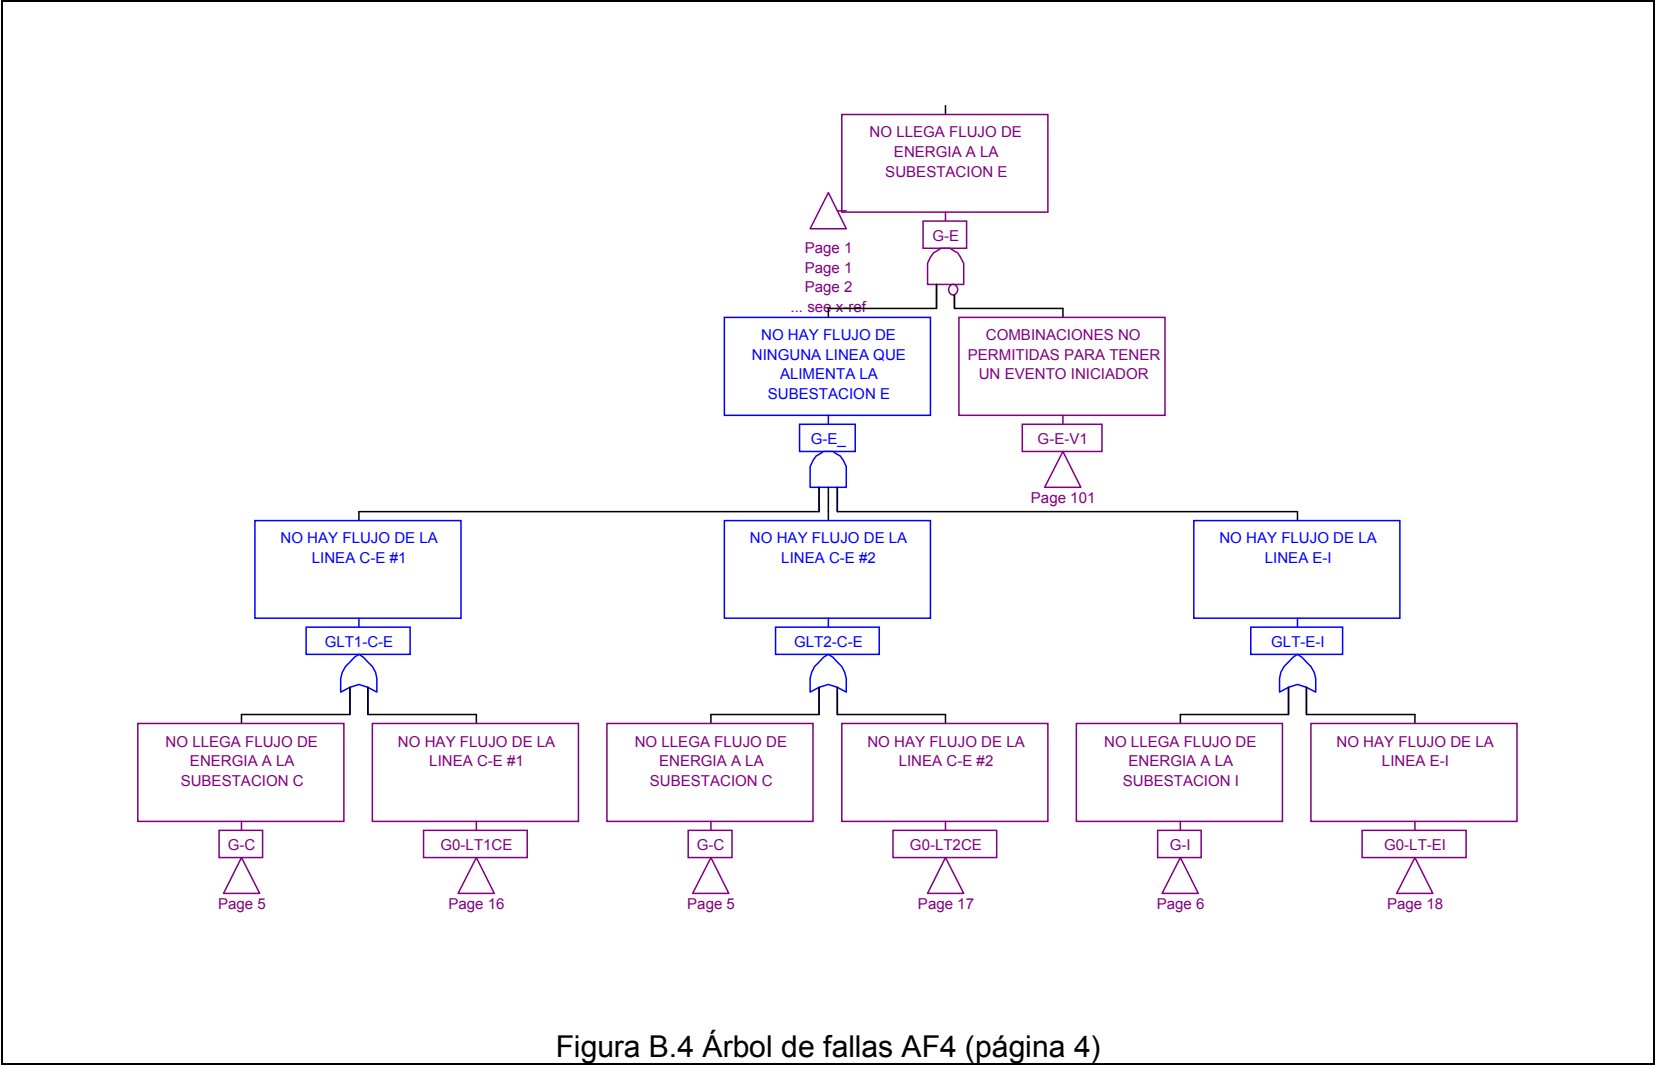 NO LLEGA FLUJO DE
ENERGIA A LA
SUBESTACION E
G-E
Page 1
Page 1
Page 2
... see x-ref
NO HAY FLUJO DE
NINGUNA LINEA QUE
ALIMENTA LA
SUBESTACION E
G-E_
COMBINACIONES NO
PERMITIDAS PARA TENER
UN EVENTO INICIADOR
G-E-V1
Page 101
NO HAY FLUJO DE LA
LINEA C-E #1
GLT1-C-E
NO HAY FLUJO DE LA
LINEA C-E #2
GLT2-C-E
NO HAY FLUJO DE LA
LINEA E-I
GLT-E-I
NO LLEGA FLUJO DE
ENERGIA A LA
SUBESTACION C
G-C
Page 5
NO HAY FLUJO DE LA
LINEA C-E #1
G0-LT1CE
Page 16
NO LLEGA FLUJO DE
ENERGIA A LA
SUBESTACION C
G-C
Page 5
NO HAY FLUJO DE LA
LINEA C-E #2
G0-LT2CE
Page 17
NO LLEGA FLUJO DE
ENERGIA A LA
SUBESTACION I
G-I
Page 6
NO HAY FLUJO DE LA
LINEA E-I
G0-LT-EI
Page 18
Figura B.4 Árbol de fallas AF4 (página 4)